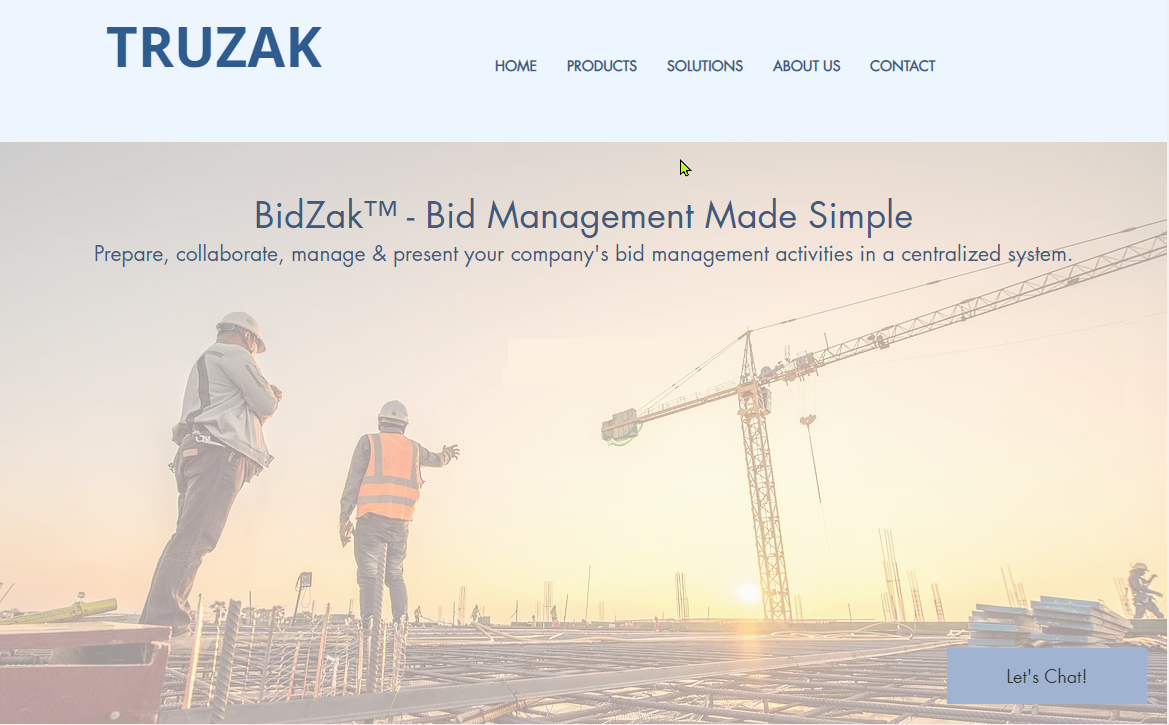 TRUZAK
HOME PRODUCTS SOLUTIONS ABOUT US CONTACT
BidZak™ - Bid Management Made Simple
Prepare, collaborate, manage & present your company's bid management activities in a centralized system.
Let's Chat!